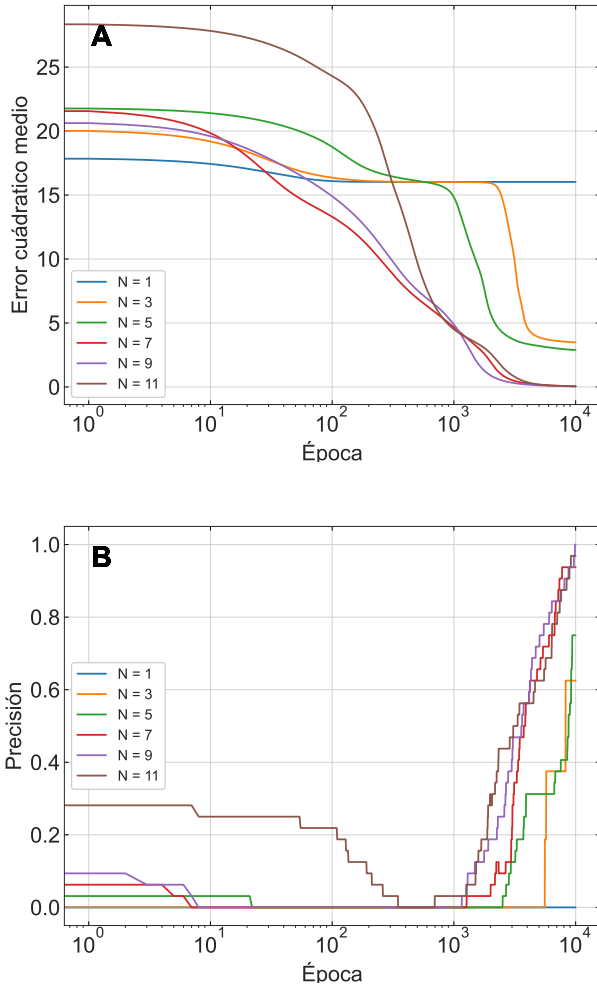 A
Error cuádratico medio
25
20
15
10
5
0
N = 1
N = 3
N = 5
N = 7
N = 9
N = 11
10^0 10^1 10^2 10^3 10^4
Época
B
Precisión
1.0
0.8
0.6
0.4
0.2
0.0
N = 1
N = 3
N = 5
N = 7
N = 9
N = 11
10^0 10^1 10^2 10^3 10^4
Época